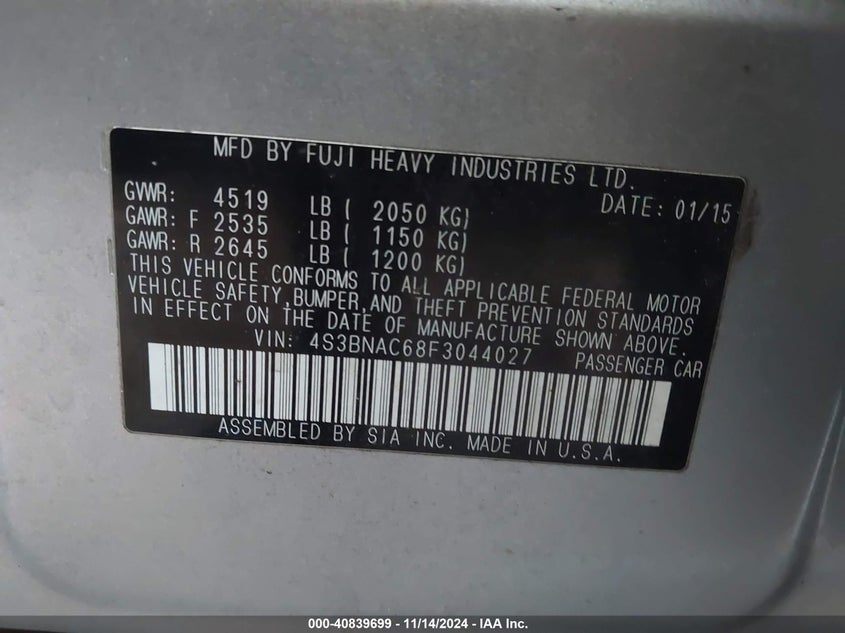 MFD BY FUJI HEAVY INDUSTRIES LTD.
GVWR: 4519 LB ( 2050 KG) DATE: 01/15
GAWR: F 2535 LB ( 1150 KG)
GAWR: R 2645 LB ( 1200 KG)
THIS VEHICLE CONFORMS TO ALL APPLICABLE FEDERAL MOTOR
VEHICLE SAFETY,BUMPER,AND THEFT PREVENTION STANDARDS
IN EFFECT ON THE DATE OF MANUFACTURE SHOWN ABOVE.
VIN: 4S3BNAC68F3044027 PASSENGER CAR
ASSEMBLED BY SIA INC. MADE IN U.S.A.
000-40839699 - 11/14/2024 - IAA Inc.